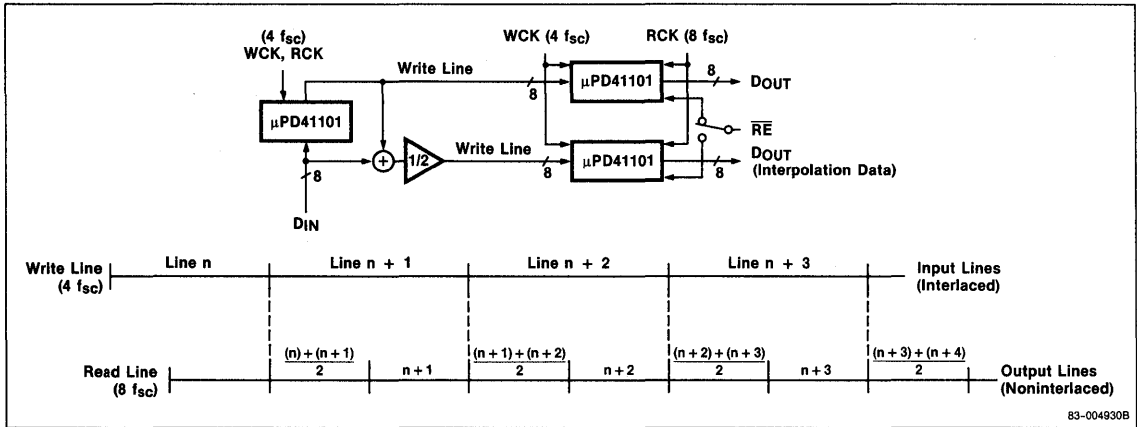 (4 fsc)
WCK, RCK
WCK (4 fsc)
RCK (8 fsc)
Write Line
8
μPD41101
8
DOUT
μPD41101
RE
+
1/2
Write Line
8
μPD41101
8
DOUT
(Interpolation Data)
8
DIN
Write Line
(4 fsc)
Line n
Line n + 1
Line n + 2
Line n + 3
Input Lines
(Interlaced)
Read Line
(8 fsc)
(n) + (n+1)
2
n+1
(n+1) + (n+2)
2
n+2
(n+2) + (n+3)
2
n+3
(n+3) + (n+4)
2
Output Lines
(Noninterlaced)
83-004930B